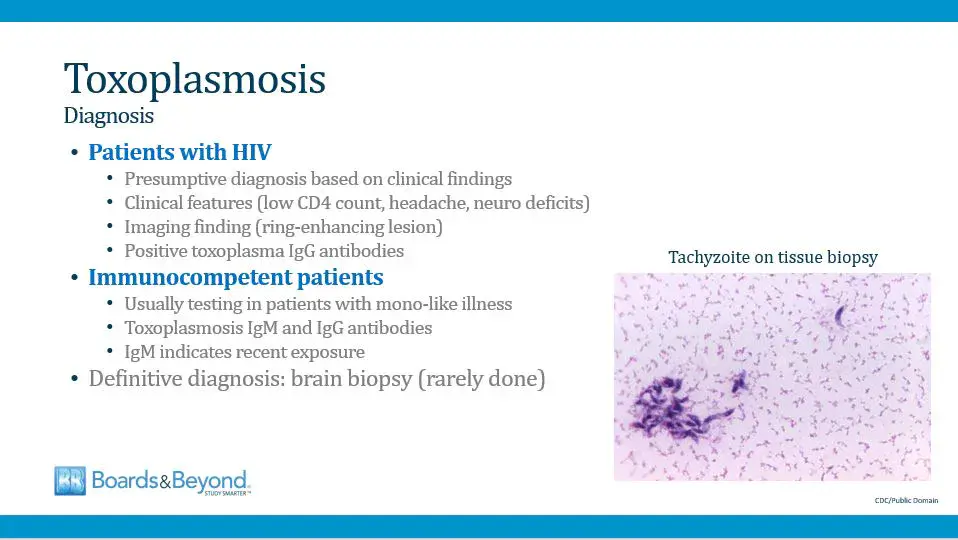 Toxoplasmosis
Diagnosis
• Patients with HIV
• Presumptive diagnosis based on clinical findings
• Clinical features (low CD4 count, headache, neuro deficits)
• Imaging finding (ring-enhancing lesion)
• Positive toxoplasma IgG antibodies
• Immunocompetent patients
• Usually testing in patients with mono-like illness
• Toxoplasmosis IgM and IgG antibodies
• IgM indicates recent exposure
• Definitive diagnosis: brain biopsy (rarely done)
Tachyzoite on tissue biopsy
BB Boards&Beyond™
STUDY SMARTER™
CDC/Public Domain